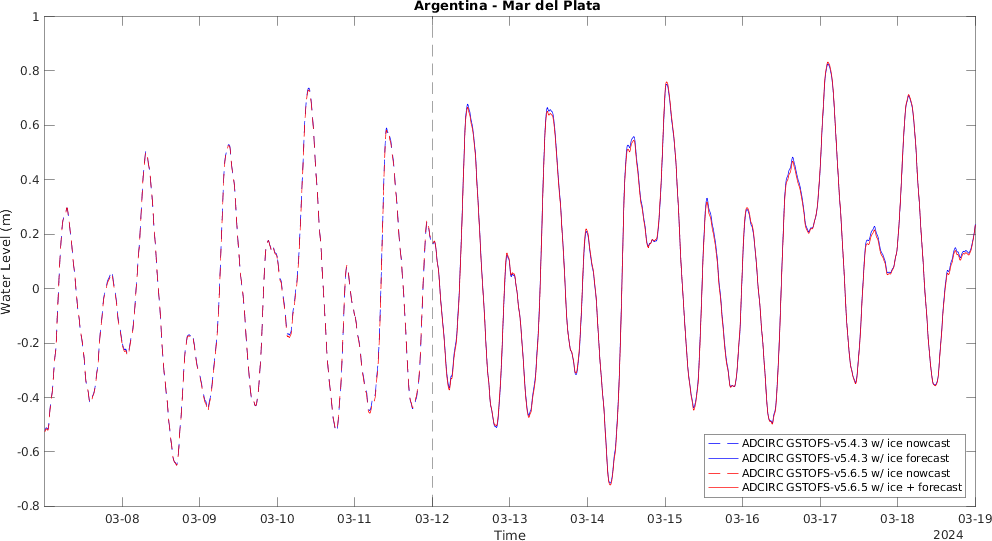 Argentina - Mar del Plata
1
0.8
0.6
0.4
0.2
0
-0.2
-0.4
-0.6
-0.8
Water Level (m)
ADCIRC GSTOFS-v5.4.3 w/ ice nowcast
ADCIRC GSTOFS-v5.4.3 w/ ice forecast
ADCIRC GSTOFS-v5.6.5 w/ ice nowcast
ADCIRC GSTOFS-v5.6.5 w/ ice + forecast
03-08 03-09 03-10 03-11 03-12 03-13 03-14 03-15 03-16 03-17 03-18 03-19
Time
2024